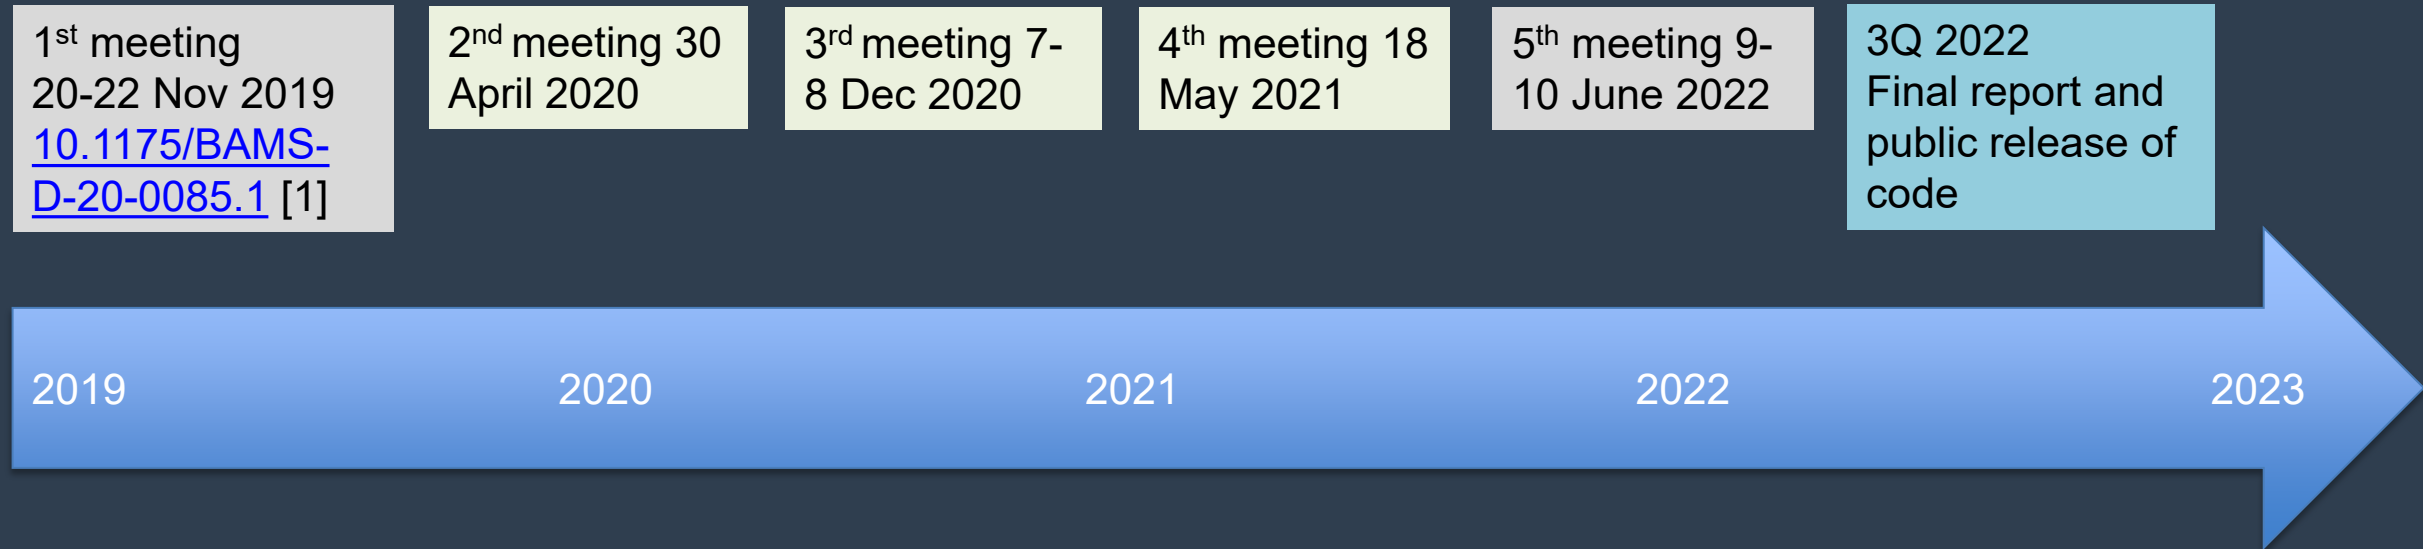 1st meeting
20-22 Nov 2019
10.1175/BAMS-
D-20-0085.1 [1]
2nd meeting 30
April 2020
3rd meeting 7-
8 Dec 2020
4th meeting 18
May 2021
5th meeting 9-
10 June 2022
3Q 2022
Final report and
public release of
code
2019
2020
2021
2022
2023